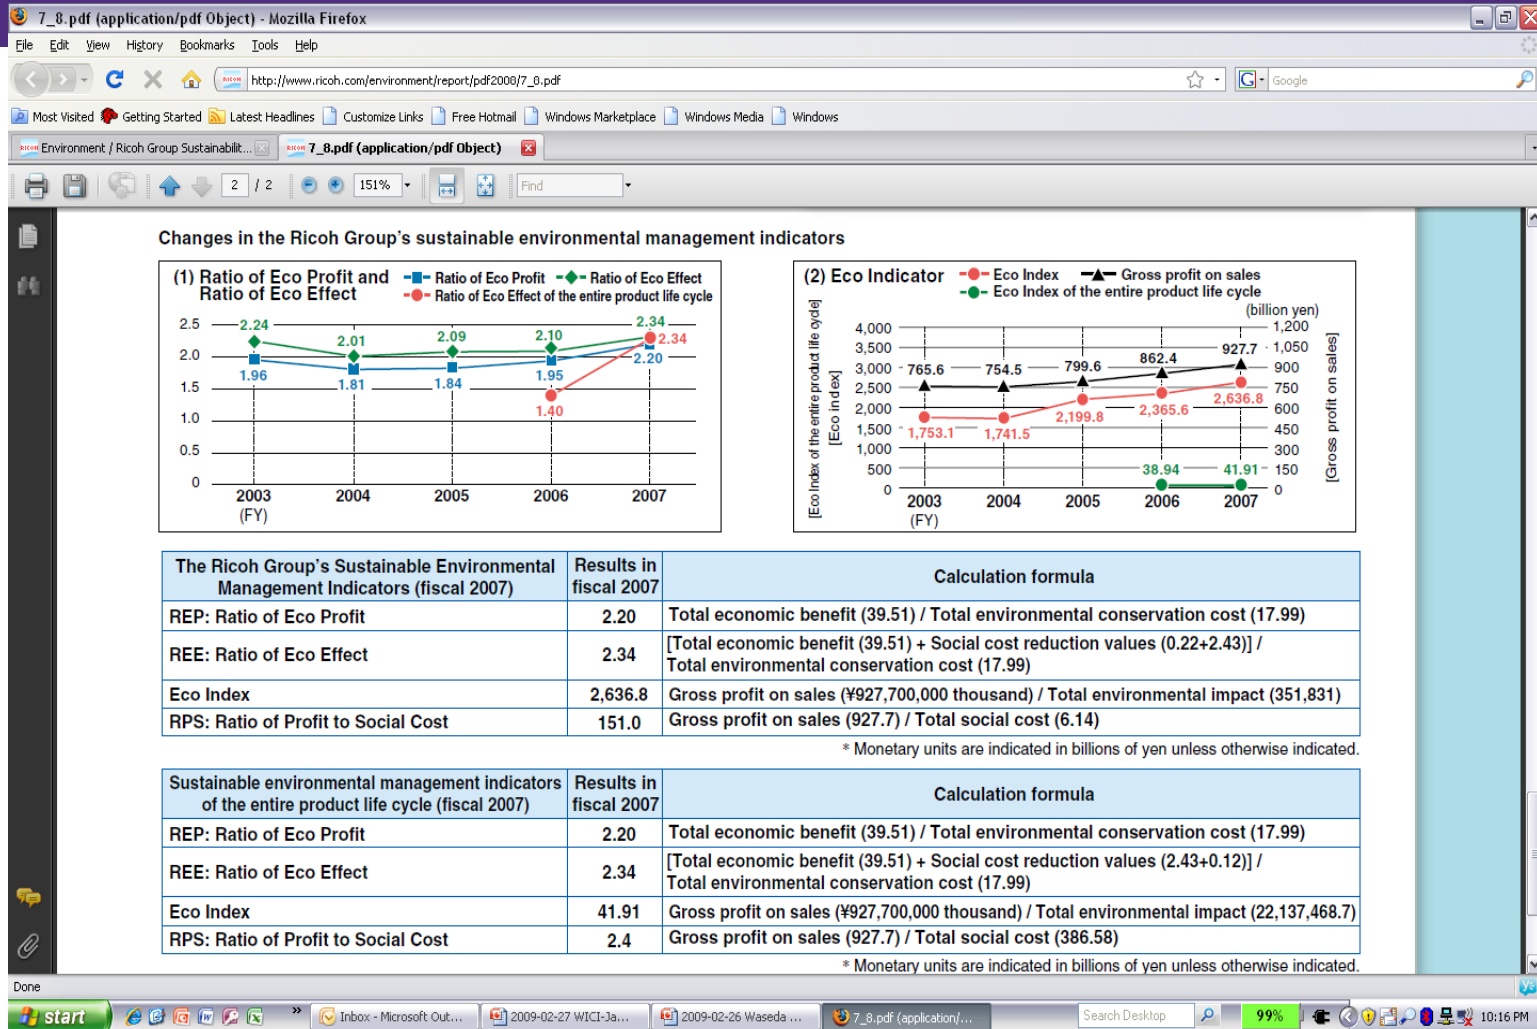 7_8.pdf (application/pdf Object) - Mozilla Firefox
File Edit View History Bookmarks Tools Help
http://www.ricoh.com/environment/report/pdf2008/7_8.pdf
Google
Most Visited Getting Started Latest Headlines Customize Links Free Hotmail Windows Marketplace Windows Media Windows
Environment / Ricoh Group Sustainabilit... 7_8.pdf (application/pdf Object)
2 / 2 151% Find
Changes in the Ricoh Group's sustainable environmental management indicators
(1) Ratio of Eco Profit and
Ratio of Eco Effect
Ratio of Eco Profit Ratio of Eco Effect
Ratio of Eco Effect of the entire product life cycle
2.5
2.0
1.5
1.0
0.5
0
2.24 2.01 2.09 2.10 2.34
2.34
1.96 1.81 1.84 1.95 2.20
1.40
2003 2004 2005 2006 2007
(FY)
(2) Eco Indicator
Eco Index Gross profit on sales
Eco Index of the entire product life cycle
(billion yen)
[Eco Index of the entire product life cycle]
[Eco index]
4,000
3,500
3,000
2,500
2,000
1,500
1,000
500
0
1,200
1,050
900
750
600
450
300
150
0
[Gross profit on sales]
765.6 754.5 799.6 862.4 927.7
1,753.1 1,741.5 2,199.8 2,365.6 2,636.8
38.94 41.91
2003 2004 2005 2006 2007
(FY)
The Ricoh Group's Sustainable Environmental
Management Indicators (fiscal 2007)
Results in
fiscal 2007
Calculation formula
REP: Ratio of Eco Profit 2.20 Total economic benefit (39.51) / Total environmental conservation cost (17.99)
REE: Ratio of Eco Effect 2.34 [Total economic benefit (39.51) + Social cost reduction values (0.22+2.43)] /
Total environmental conservation cost (17.99)
Eco Index 2,636.8 Gross profit on sales (¥927,700,000 thousand) / Total environmental impact (351,831)
RPS: Ratio of Profit to Social Cost 151.0 Gross profit on sales (927.7) / Total social cost (6.14)
* Monetary units are indicated in billions of yen unless otherwise indicated.
Sustainable environmental management indicators
of the entire product life cycle (fiscal 2007)
Results in
fiscal 2007
Calculation formula
REP: Ratio of Eco Profit 2.20 Total economic benefit (39.51) / Total environmental conservation cost (17.99)
REE: Ratio of Eco Effect 2.34 [Total economic benefit (39.51) + Social cost reduction values (2.43+0.12)] /
Total environmental conservation cost (17.99)
Eco Index 41.91 Gross profit on sales (¥927,700,000 thousand) / Total environmental impact (22,137,468.7)
RPS: Ratio of Profit to Social Cost 2.4 Gross profit on sales (927.7) / Total social cost (386.58)
* Monetary units are indicated in billions of yen unless otherwise indicated.
Done
start Inbox - Microsoft Out... 2009-02-27 WICI-Ja... 2009-02-26 Waseda ... 7_8.pdf (application/... Search Desktop 99% 10:16 PM